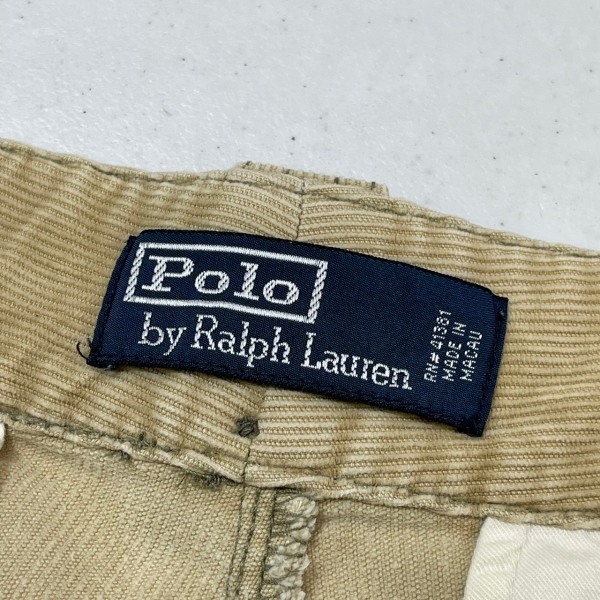 Polo
by Ralph Lauren
RN# 41381
MADE IN
MACAU